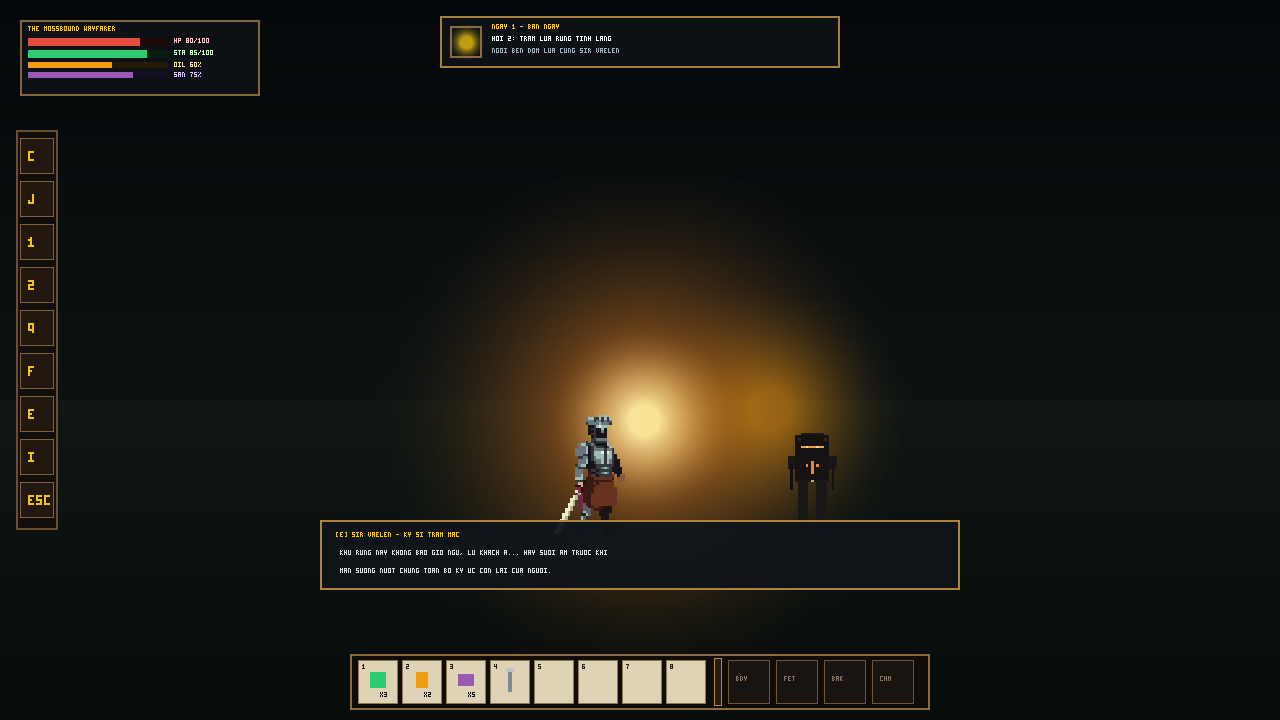 THE MOSSBOUND WAYFARER
HP 80/100
STA 85/100
OIL 60%
SAN 75%
NGAY 1 - BAN NGAY
HOI 2: TRAM LUA RUNG TINH LANG
NGOI BEN DOM LUA CUNG SIR VAELEN
C
J
1
2
Q
F
E
I
ESC
[E] SIR VAELEN - KY SI TRAM MAC
KHU RUNG NAY KHONG BAO GIO NGU, LU KHACH A... HAY SUOI AM TRUOC KHI
MAN SUONG NUOT CHUNG TOAN BO KY UC CON LAI CUA NGUOI.
1 2 3 4 5 6 7 8
X3 X2 X5
BDY FET BAK CHM